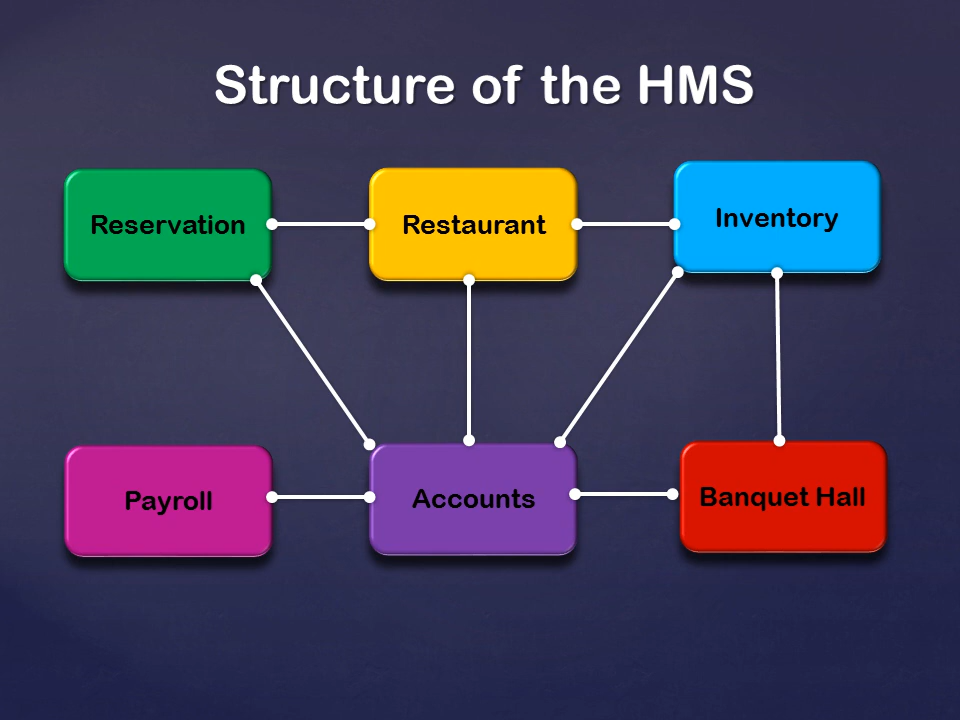 Structure of the HMS
Reservation
Restaurant
Inventory
Payroll
Accounts
Banquet Hall